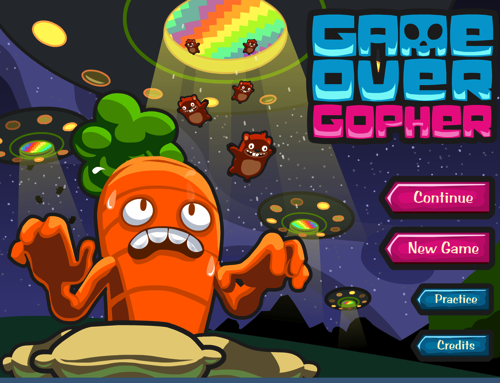 GAME
OVER
GOPHER
Continue
New Game
Practice
Credits